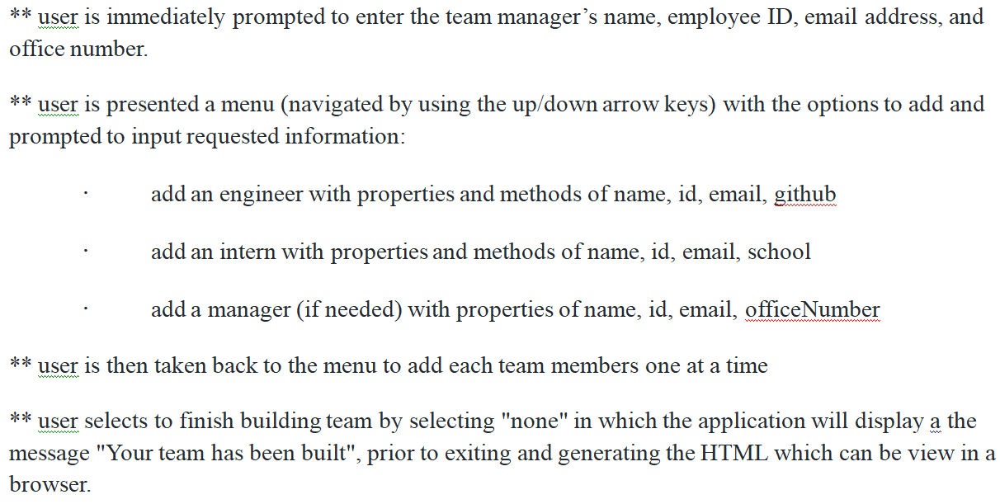 ** user is immediately prompted to enter the team manager’s name, employee ID, email address, and
office number.
** user is presented a menu (navigated by using the up/down arrow keys) with the options to add and
prompted to input requested information:
· add an engineer with properties and methods of name, id, email, github
· add an intern with properties and methods of name, id, email, school
· add a manager (if needed) with properties of name, id, email, officeNumber
** user is then taken back to the menu to add each team members one at a time
** user selects to finish building team by selecting "none" in which the application will display a the
message "Your team has been built", prior to exiting and generating the HTML which can be view in a
browser.